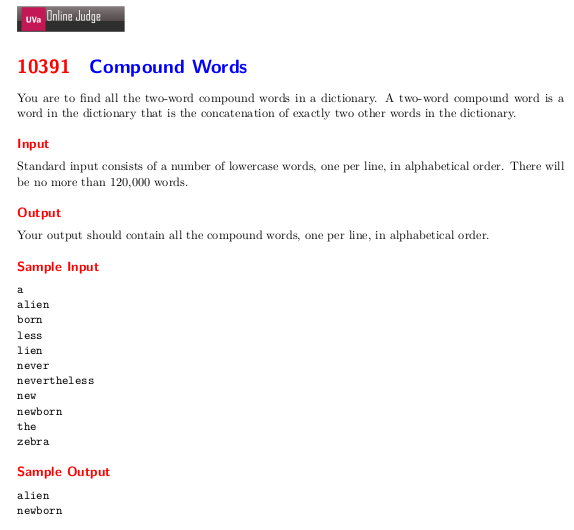 UVa Online Judge
10391 Compound Words
You are to find all the two-word compound words in a dictionary. A two-word compound word is a
word in the dictionary that is the concatenation of exactly two other words in the dictionary.
Input
Standard input consists of a number of lowercase words, one per line, in alphabetical order. There will
be no more than 120,000 words.
Output
Your output should contain all the compound words, one per line, in alphabetical order.
Sample Input
a
alien
born
less
lien
never
nevertheless
new
newborn
the
zebra
Sample Output
alien
newborn